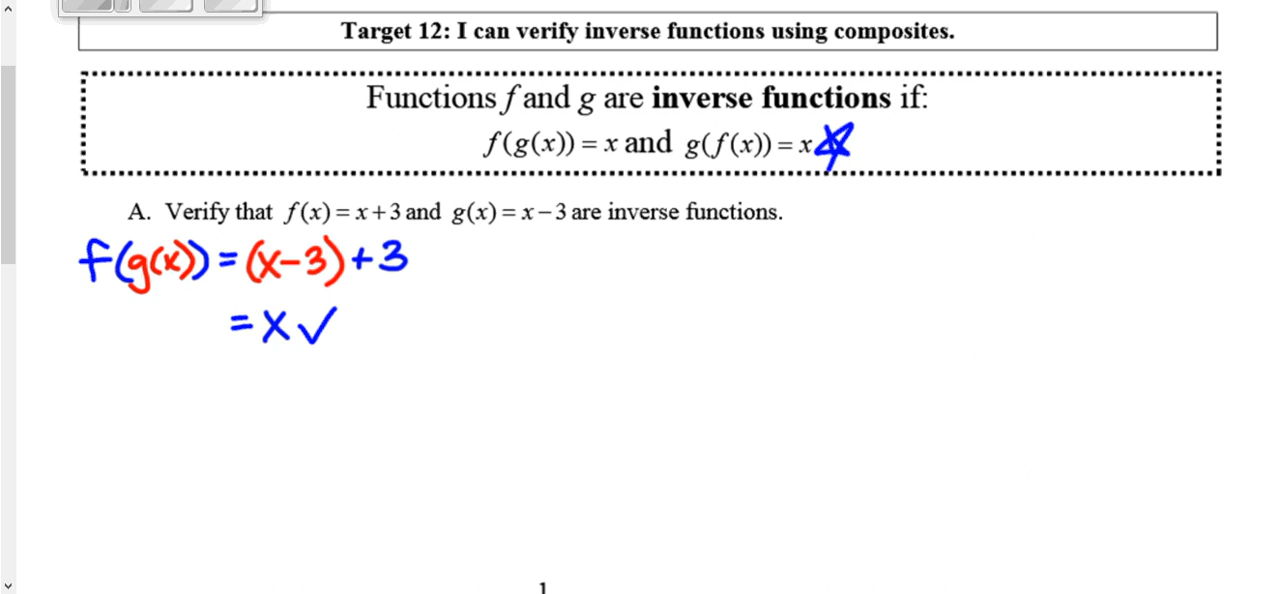 Target 12: I can verify inverse functions using composites.
Functions f and g are inverse functions if:
f(g(x)) = x and g(f(x)) = x
A. Verify that f(x) = x + 3 and g(x) = x − 3 are inverse functions.
f(g(x)) = (x-3)+3
= x ✓
1